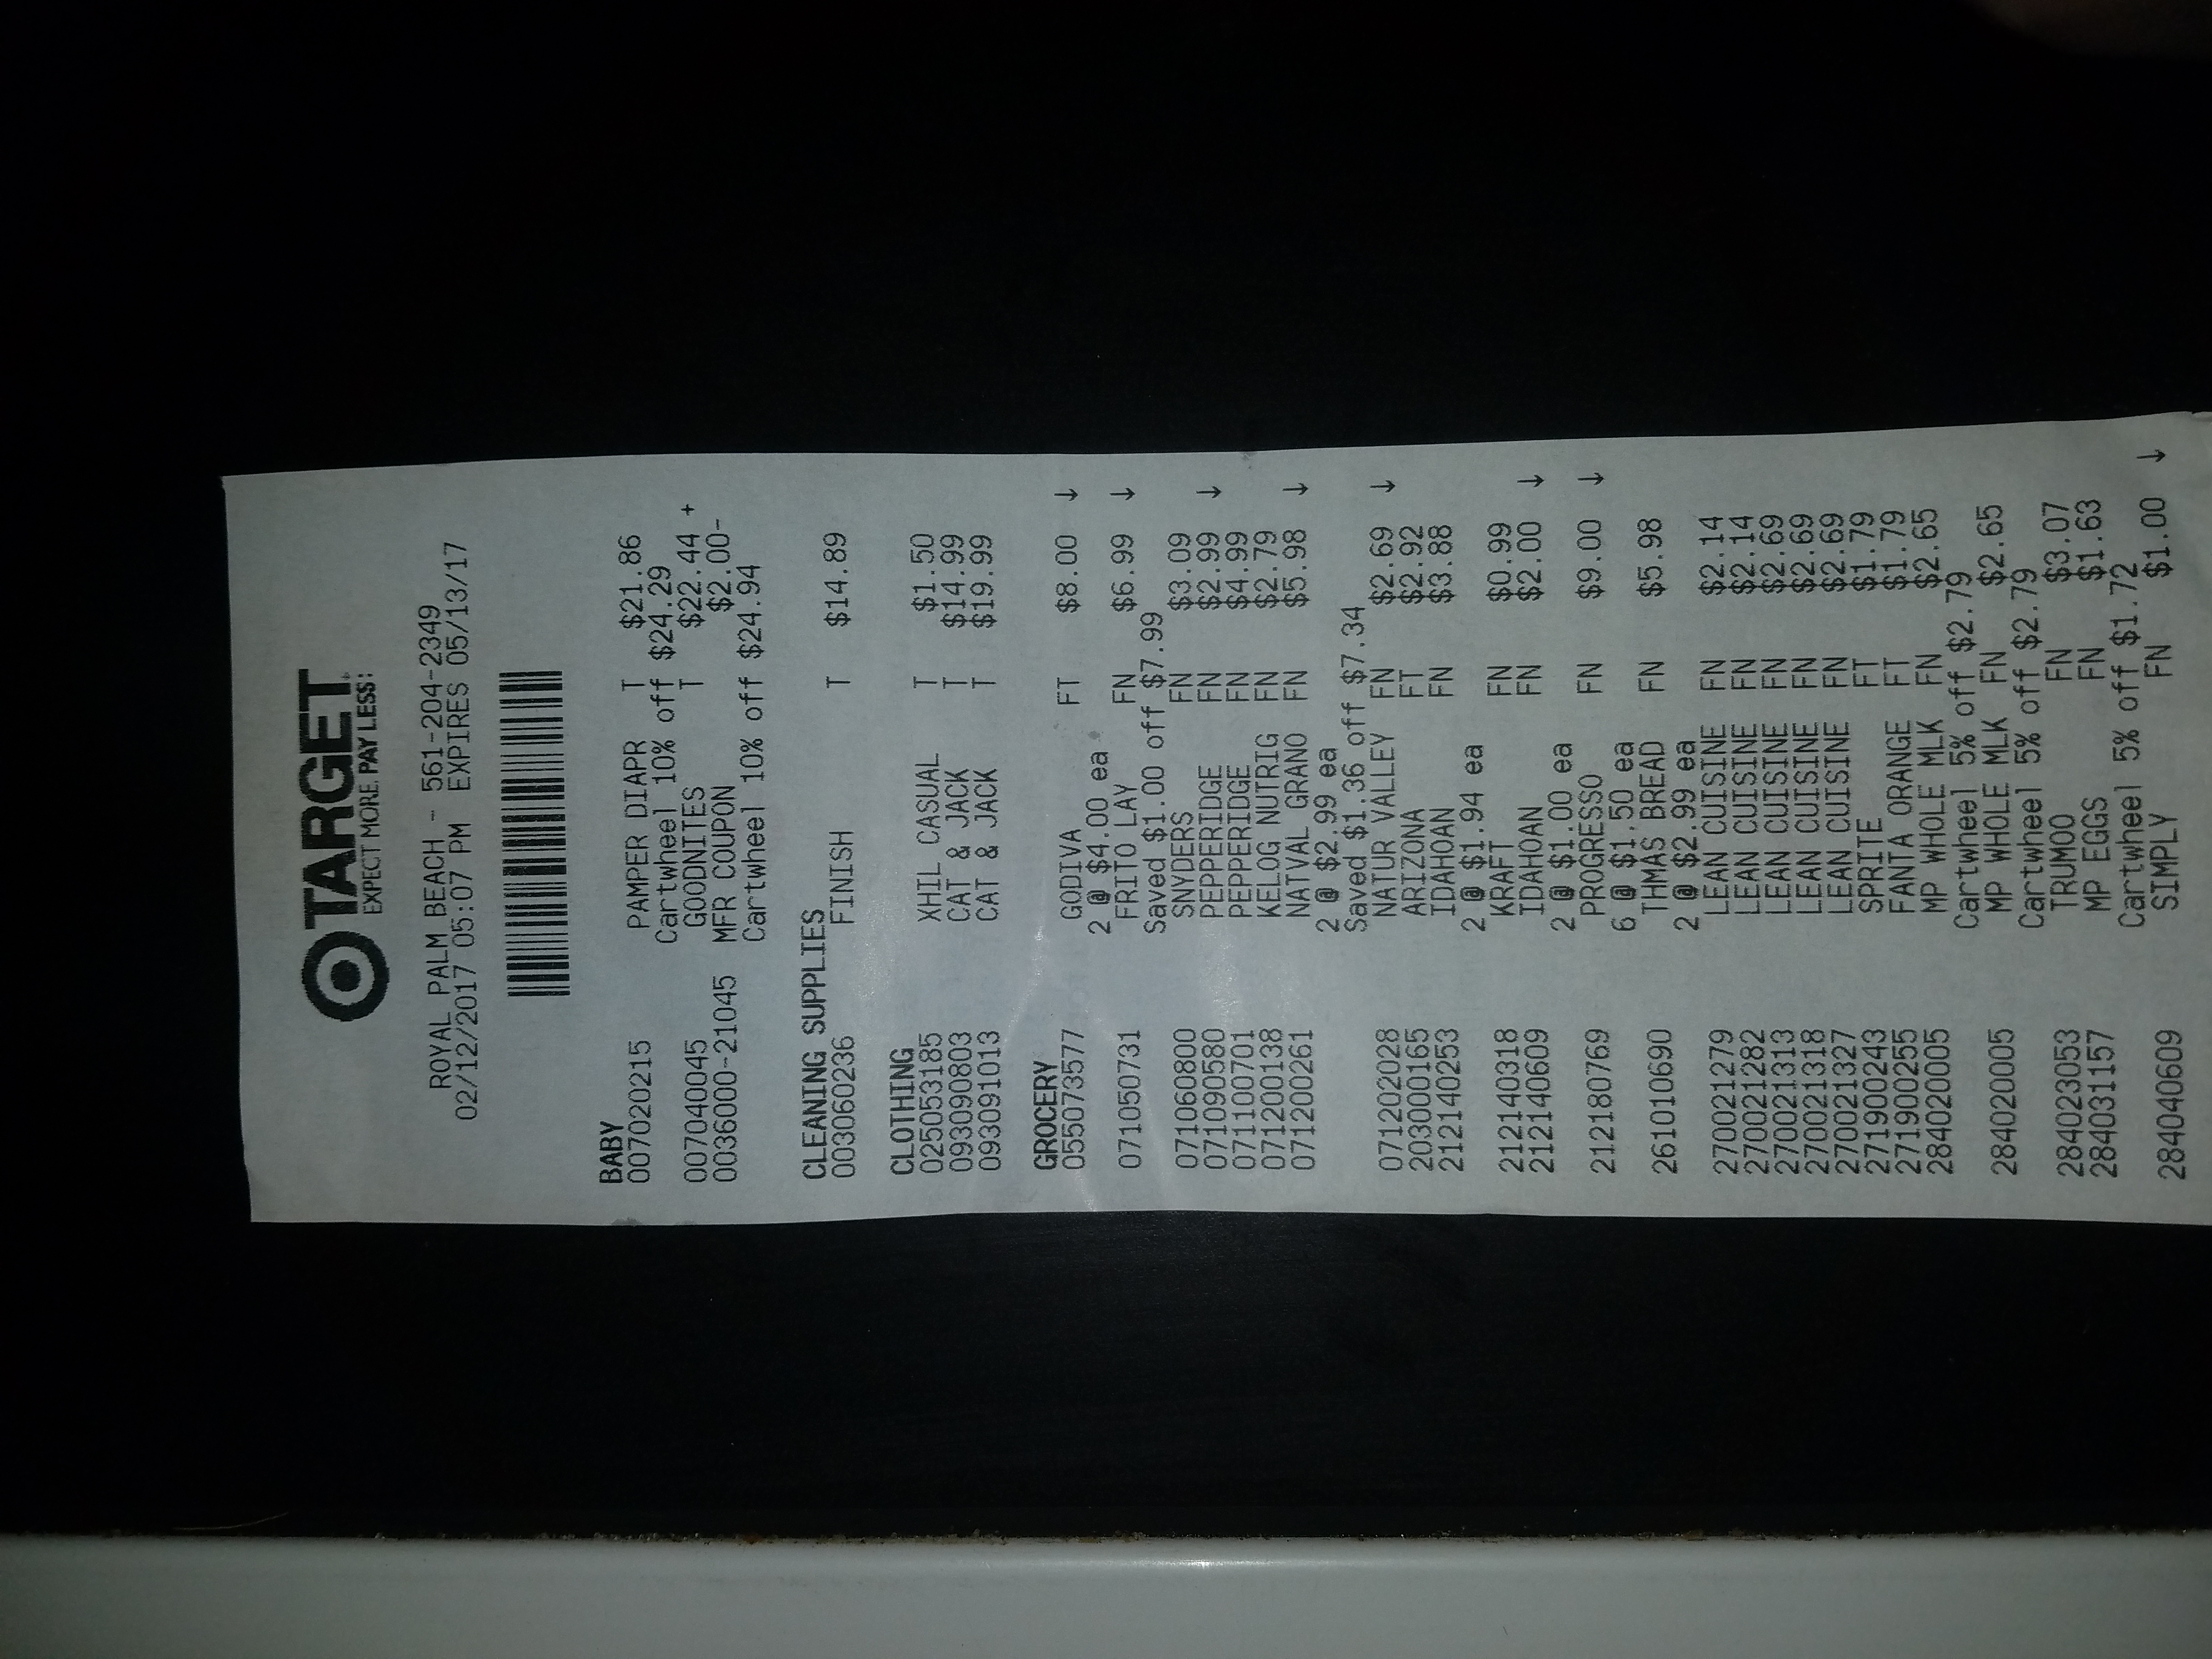 TARGET
EXPECT MORE. PAY LESS.
ROYAL PALM BEACH - 561-204-2349
02/12/2017 05:07 PM EXPIRES 05/13/17
BABY
007020215 PAMPER DIAPR T $21.86
Cartwheel 10% off $24.29
007040045 GOODNITES T $22.44 +
0036000-21045 MFR COUPON $2.00-
Cartwheel 10% off $24.94
CLEANING SUPPLIES
003060236 FINISH T $14.89
CLOTHING
025053185 XHIL CASUAL T $1.50
093090803 CAT & JACK T $14.99
093091013 CAT & JACK T $19.99
GROCERY
055073577 GODIVA FT $8.00 ↓
2 @ $4.00 ea
071050731 FRITO LAY FN $6.99 ↓
Saved $1.00 off $7.99
071060800 SNYDERS FN $3.09
071090580 PEPPERIDGE FN $2.99 ↓
071100701 PEPPERIDGE FN $4.99
071200138 KELOG NUTRIG FN $2.79
071200261 NATVAL GRANO FN $5.98 ↓
2 @ $2.99 ea
Saved $1.36 off $7.34
071202028 NATUR VALLEY FN $2.69 ↓
203000165 ARIZONA FT $2.92
212140253 IDAHOAN FN $3.88
2 @ $1.94 ea
212140318 KRAFT FN $0.99
212140609 IDAHOAN FN $2.00 ↓
2 @ $1.00 ea
212180769 PROGRESSO FN $9.00 ↓
6 @ $1.50 ea
261010690 THMAS BREAD FN $5.98
2 @ $2.99 ea
270021279 LEAN CUISINE FN $2.14
270021282 LEAN CUISINE FN $2.14
270021313 LEAN CUISINE FN $2.69
270021318 LEAN CUISINE FN $2.69
270021327 LEAN CUISINE FN $2.69
271900243 SPRITE FT $1.79
271900255 FANTA ORANGE FT $1.79
284020005 MP WHOLE MLK FN $2.65
Cartwheel 5% off $2.79
284020005 MP WHOLE MLK FN $2.65
Cartwheel 5% off $2.79
284023053 TRUMOO FN $3.07
284031157 MP EGGS FN $1.63
Cartwheel 5% off $1.72
284040609 SIMPLY FN $1.00 ↓